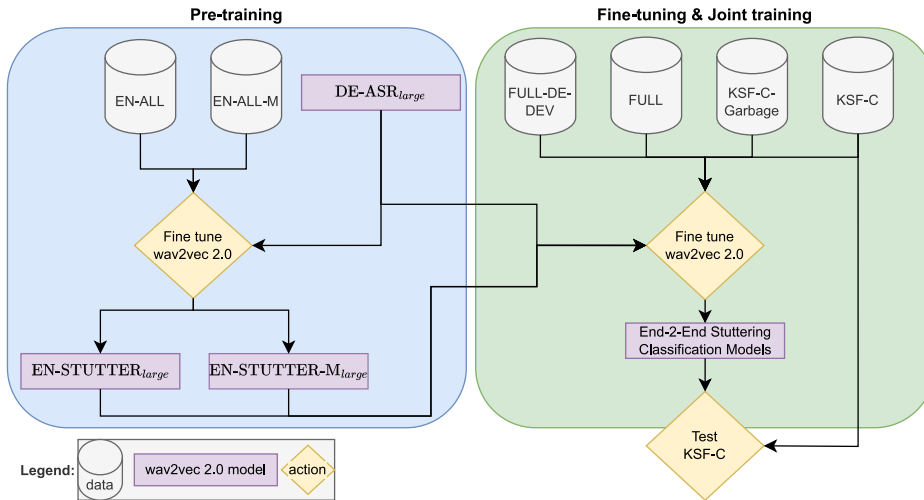 Pre-training
Fine-tuning & Joint training
EN-ALL
EN-ALL-M
DE-ASRlarge
FULL-DE-
DEV
FULL
KSF-C-
Garbage
KSF-C
Fine tune
wav2vec 2.0
Fine tune
wav2vec 2.0
EN-STUTTERlarge
EN-STUTTER-Mlarge
End-2-End Stuttering
Classification Models
Test
KSF-C
Legend:
data
wav2vec 2.0 model
action